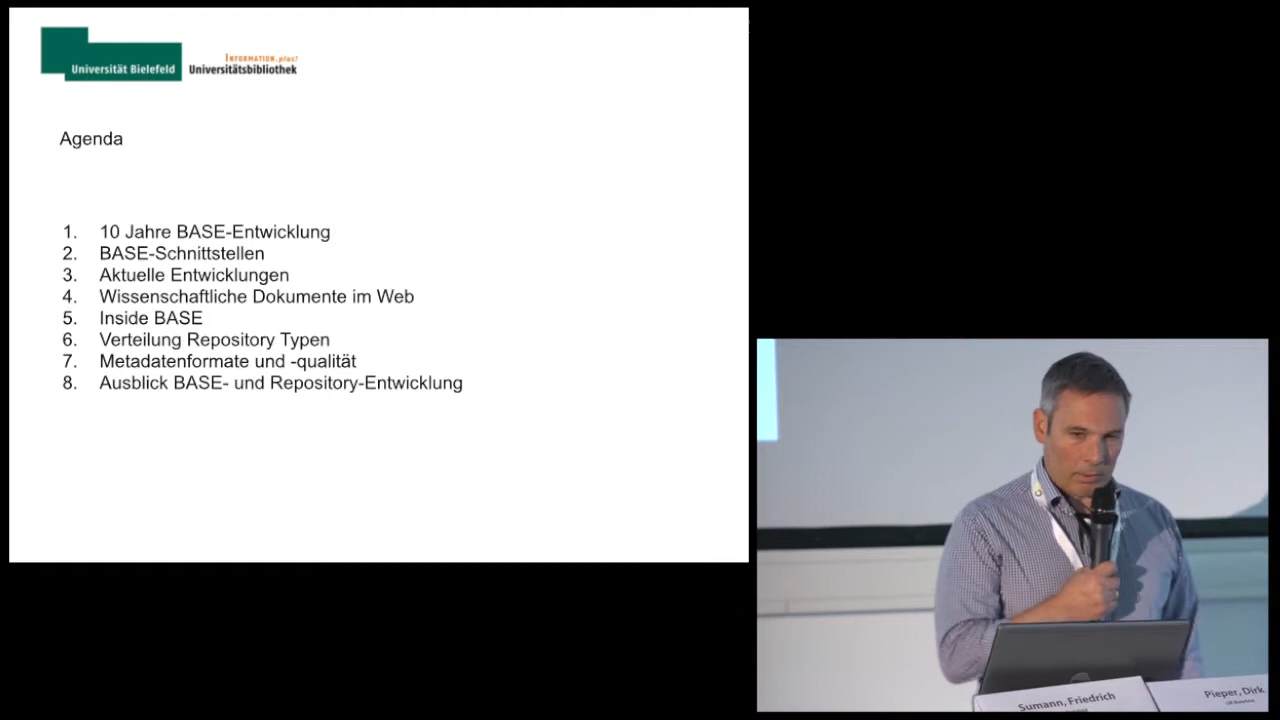 Universität Bielefeld
INFORMATION.plus!
Universitätsbibliothek
Agenda
1. 10 Jahre BASE-Entwicklung
2. BASE-Schnittstellen
3. Aktuelle Entwicklungen
4. Wissenschaftliche Dokumente im Web
5. Inside BASE
6. Verteilung Repository Typen
7. Metadatenformate und -qualität
8. Ausblick BASE- und Repository-Entwicklung
Sumann, Friedrich
Pieper, Dirk